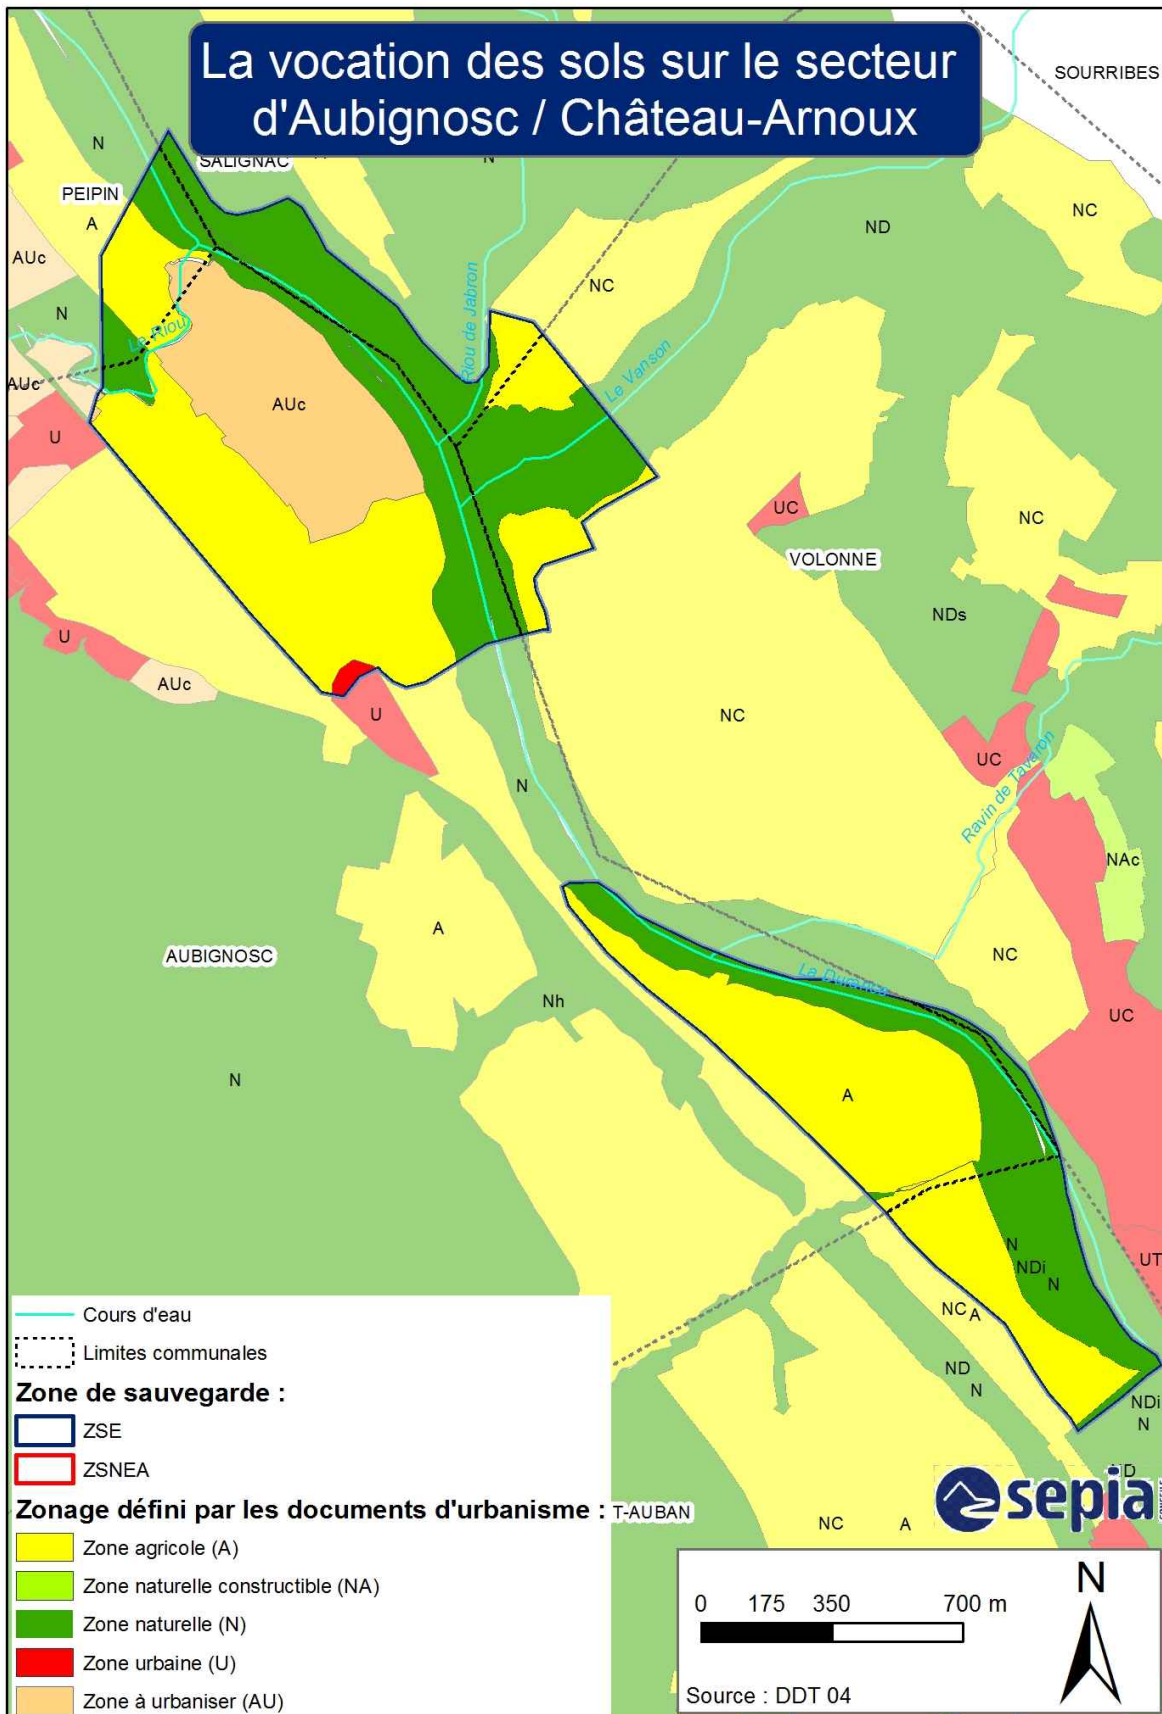 La vocation des sols sur le secteur
d'Aubignosc / Château-Arnoux
SOURRIBES
N
SALIGNAC
N
PEIPIN
A
NC
ND
AUc
Riou de Jabron
NC
N
Le Riou
Le Vanson
AUc
AUc
U
UC
NC
VOLONNE
NDs
U
AUc
U
NC
UC
N
Ravin de Tavaron
NAc
A
AUBIGNOSC
NC
La Durance
Nh
UC
N
A
N
NDi
N
UT
NC
A
ND
N
NDi
N
ND
Cours d'eau
Limites communales
Zone de sauvegarde :
ZSE
ZSNEA
Zonage défini par les documents d'urbanisme :
T-AUBAN
NC
A
sepia
Zone agricole (A)
Zone naturelle constructible (NA)
Zone naturelle (N)
Zone urbaine (U)
Zone à urbaniser (AU)
N
0 175 350 700 m
Source : DDT 04